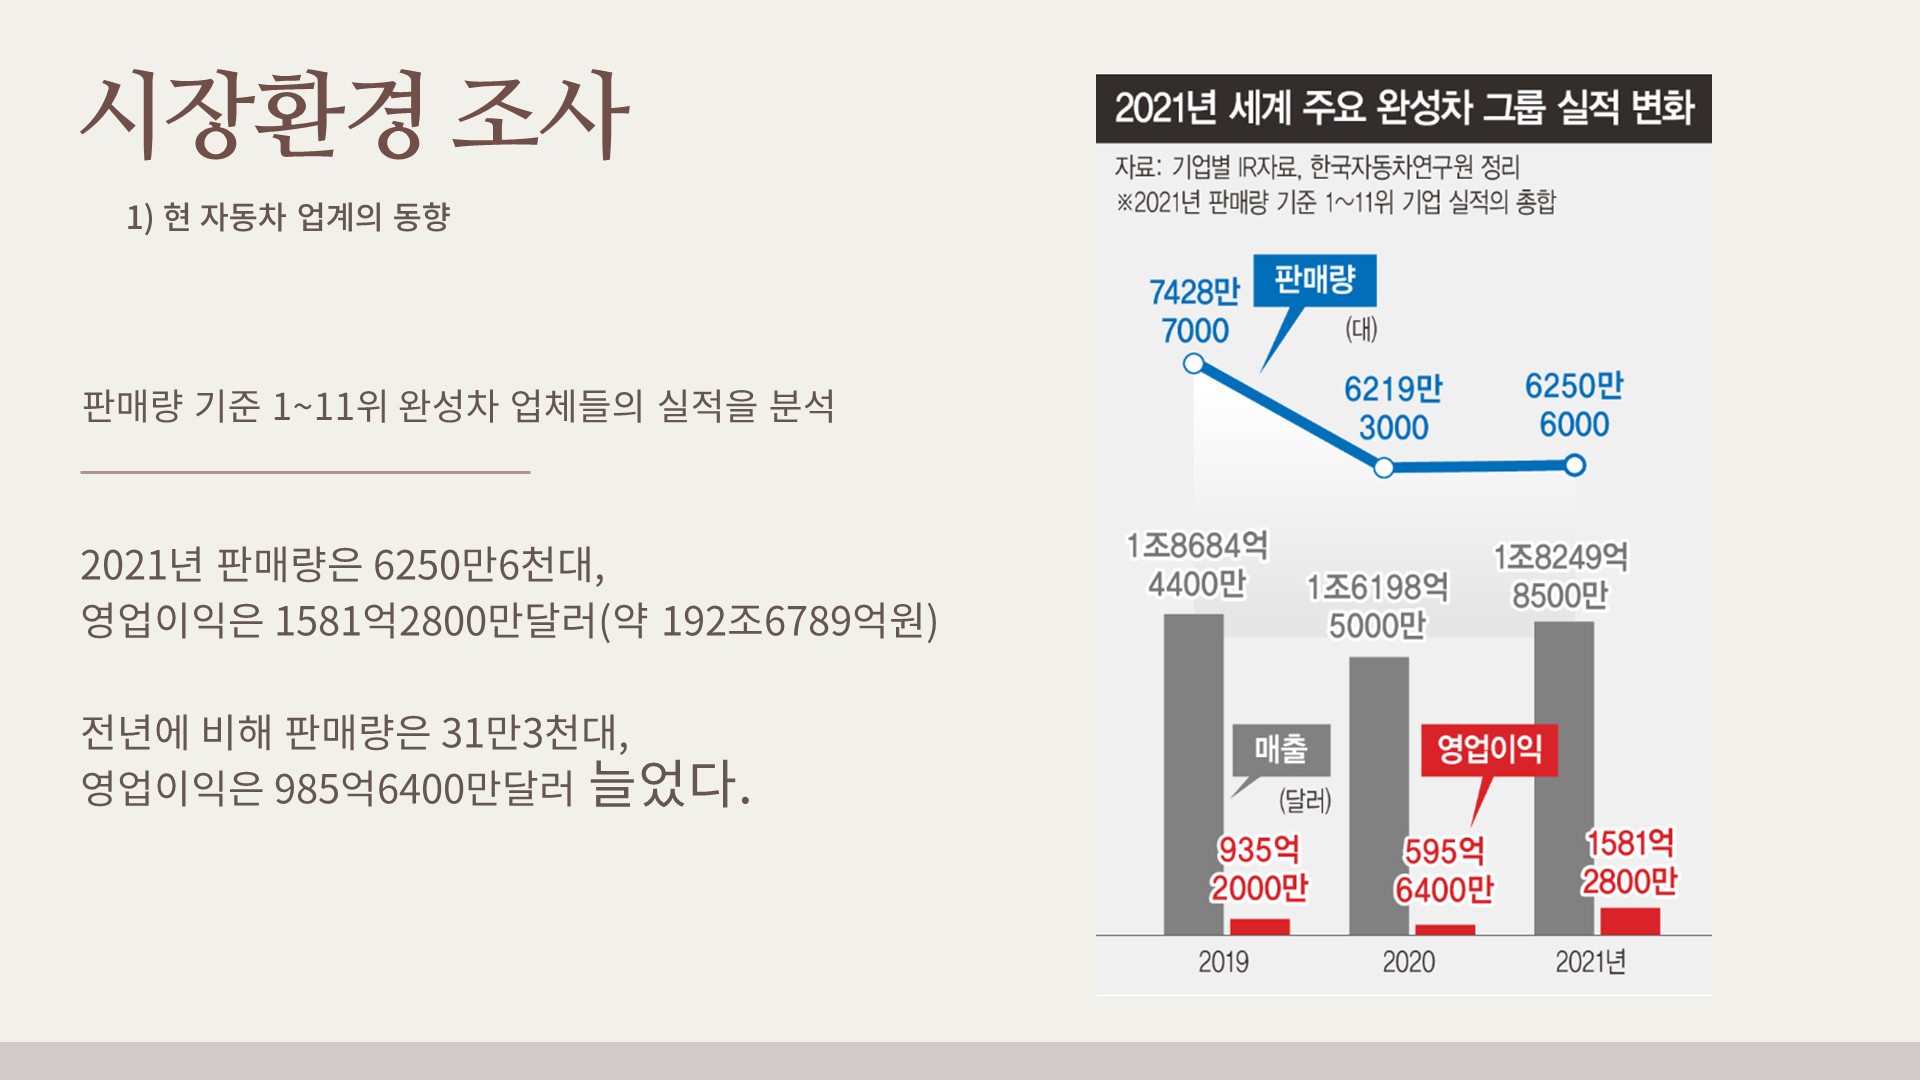 시장환경 조사
1) 현 자동차 업계의 동향
판매량 기준 1~11위 완성차 업체들의 실적을 분석
2021년 판매량은 6250만6천대,
영업이익은 1581억2800만달러(약 192조6789억원)
전년에 비해 판매량은 31만3천대,
영업이익은 985억6400만달러 늘었다.
2021년 세계 주요 완성차 그룹 실적 변화
자료: 기업별 IR자료, 한국자동차연구원 정리
※2021년 판매량 기준 1~11위 기업 실적의 총합
판매량
(대)
7428만
7000
6219만
3000
6250만
6000
1조8684억
4400만
1조6198억
5000만
1조8249억
8500만
매출
(달러)
영업이익
935억
2000만
595억
6400만
1581억
2800만
2019
2020
2021년